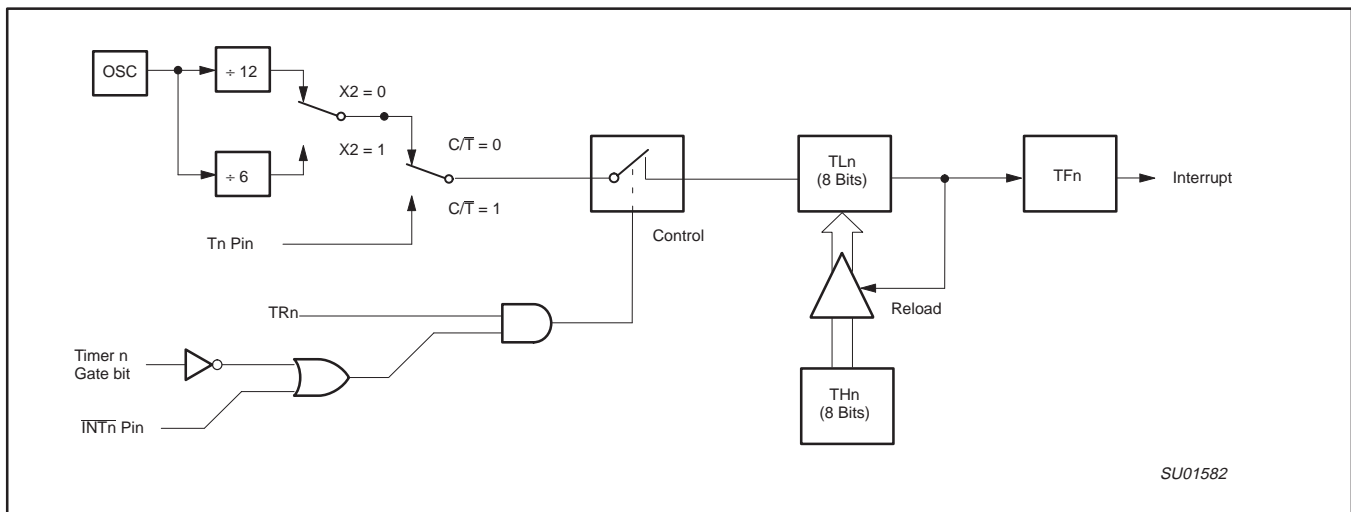 OSC
÷ 12
X2 = 0
X2 = 1
÷ 6
C/T̅ = 0
C/T̅ = 1
Tn Pin
Control
TLn
(8 Bits)
TFn
Interrupt
Reload
TRn
Timer n
Gate bit
I̅N̅T̅n Pin
THn
(8 Bits)
SU01582